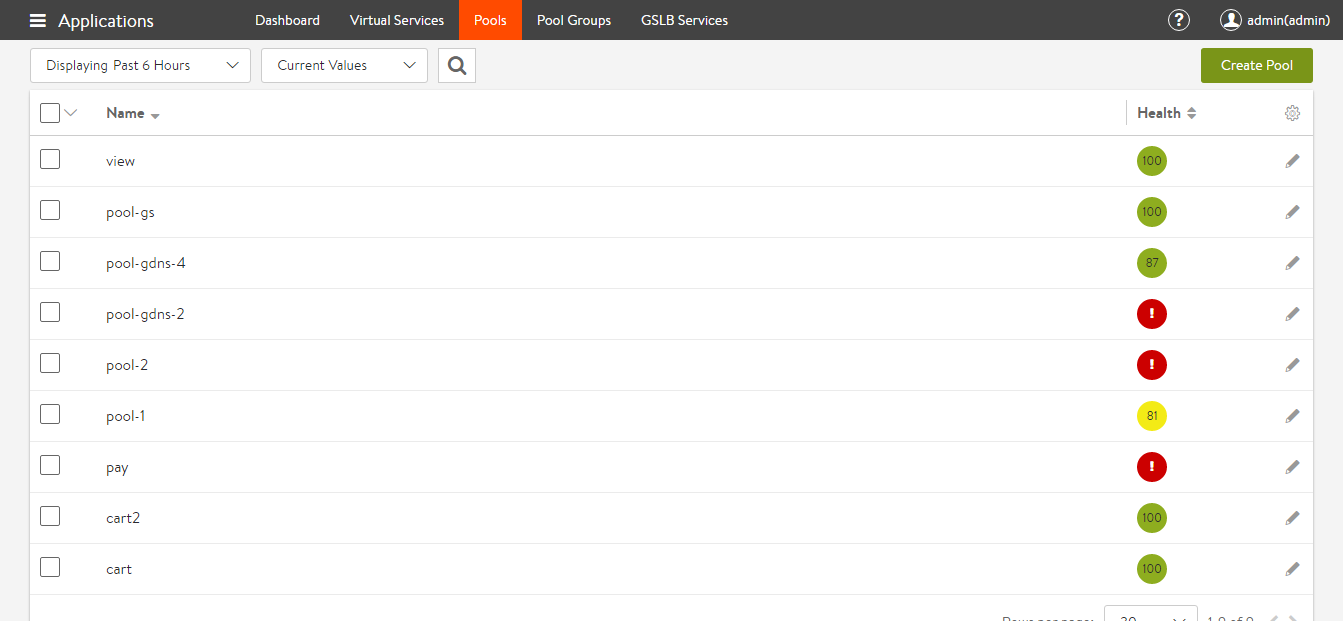 Applications Dashboard Virtual Services Pools Pool Groups GSLB Services ? admin(admin)
Displaying Past 6 Hours Current Values Create Pool
Name Health
view 100
pool-gs 100
pool-gdns-4 87
pool-gdns-2 !
pool-2 !
pool-1 81
pay !
cart2 100
cart 100